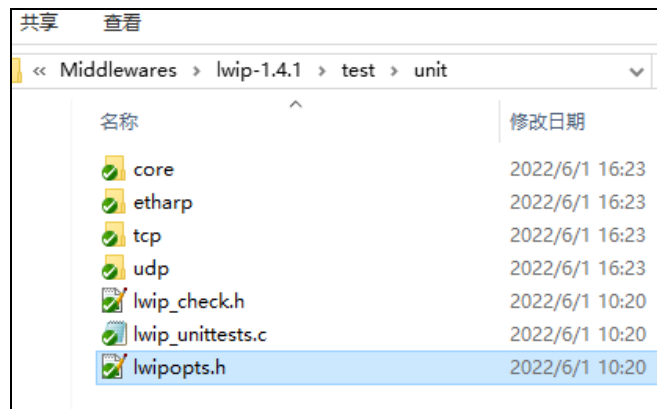 共享 查看
« Middlewares › lwip-1.4.1 › test › unit
名称 修改日期
core 2022/6/1 16:23
etharp 2022/6/1 16:23
tcp 2022/6/1 16:23
udp 2022/6/1 16:23
lwip_check.h 2022/6/1 10:20
lwip_unittests.c 2022/6/1 10:20
lwipopts.h 2022/6/1 10:20